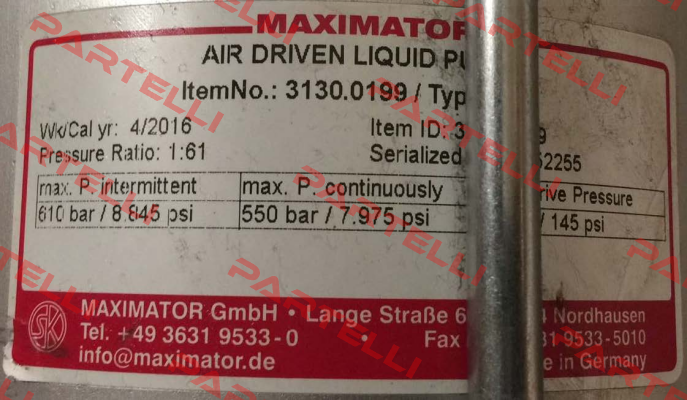 MAXIMATOR
AIR DRIVEN LIQUID
ItemNo.: 3130.0199 / Typ
Wk/Cal yr: 4/2016 Item ID: 3 9
Pressure Ratio: 1:61 Serialized 52255
max. P. intermittent max. P. continuously rive Pressure
610 bar / 8.845 psi 550 bar / 7.975 psi / 145 psi
SK MAXIMATOR GmbH • Lange Straße 6 4 Nordhausen
Tel. +49 3631 9533-0 • Fax 31 9533-5010
info@maximator.de e in Germany
PARTELLI